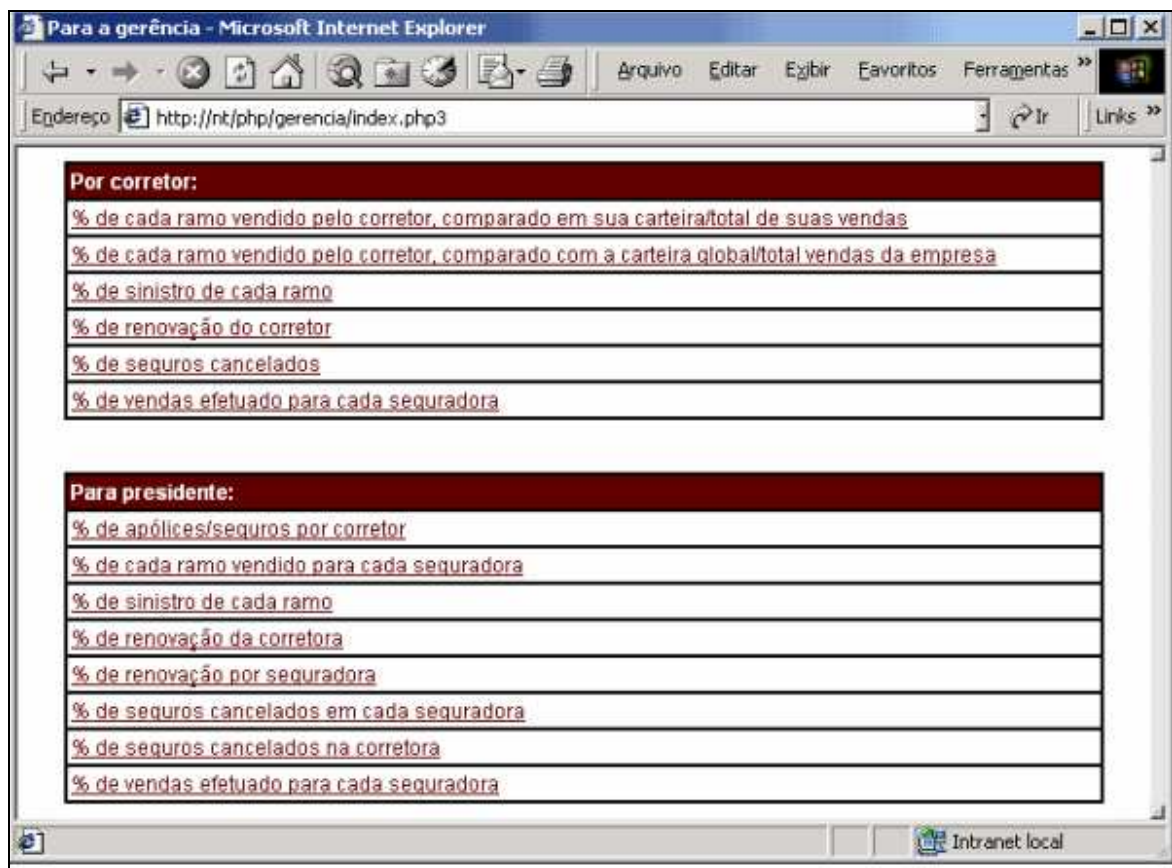 Para a gerência - Microsoft Internet Explorer
Arquivo Editar Exibir Favoritos Ferramentas »
Endereço http://nt/php/gerencia/index.php3 Ir Links »
Por corretor:
% de cada ramo vendido pelo corretor, comparado em sua carteira/total de suas vendas
% de cada ramo vendido pelo corretor, comparado com a carteira global/total vendas da empresa
% de sinistro de cada ramo
% de renovação do corretor
% de seguros cancelados
% de vendas efetuado para cada seguradora
Para presidente:
% de apólices/seguros por corretor
% de cada ramo vendido para cada seguradora
% de sinistro de cada ramo
% de renovação da corretora
% de renovação por seguradora
% de seguros cancelados em cada seguradora
% de seguros cancelados na corretora
% de vendas efetuado para cada seguradora
Intranet local